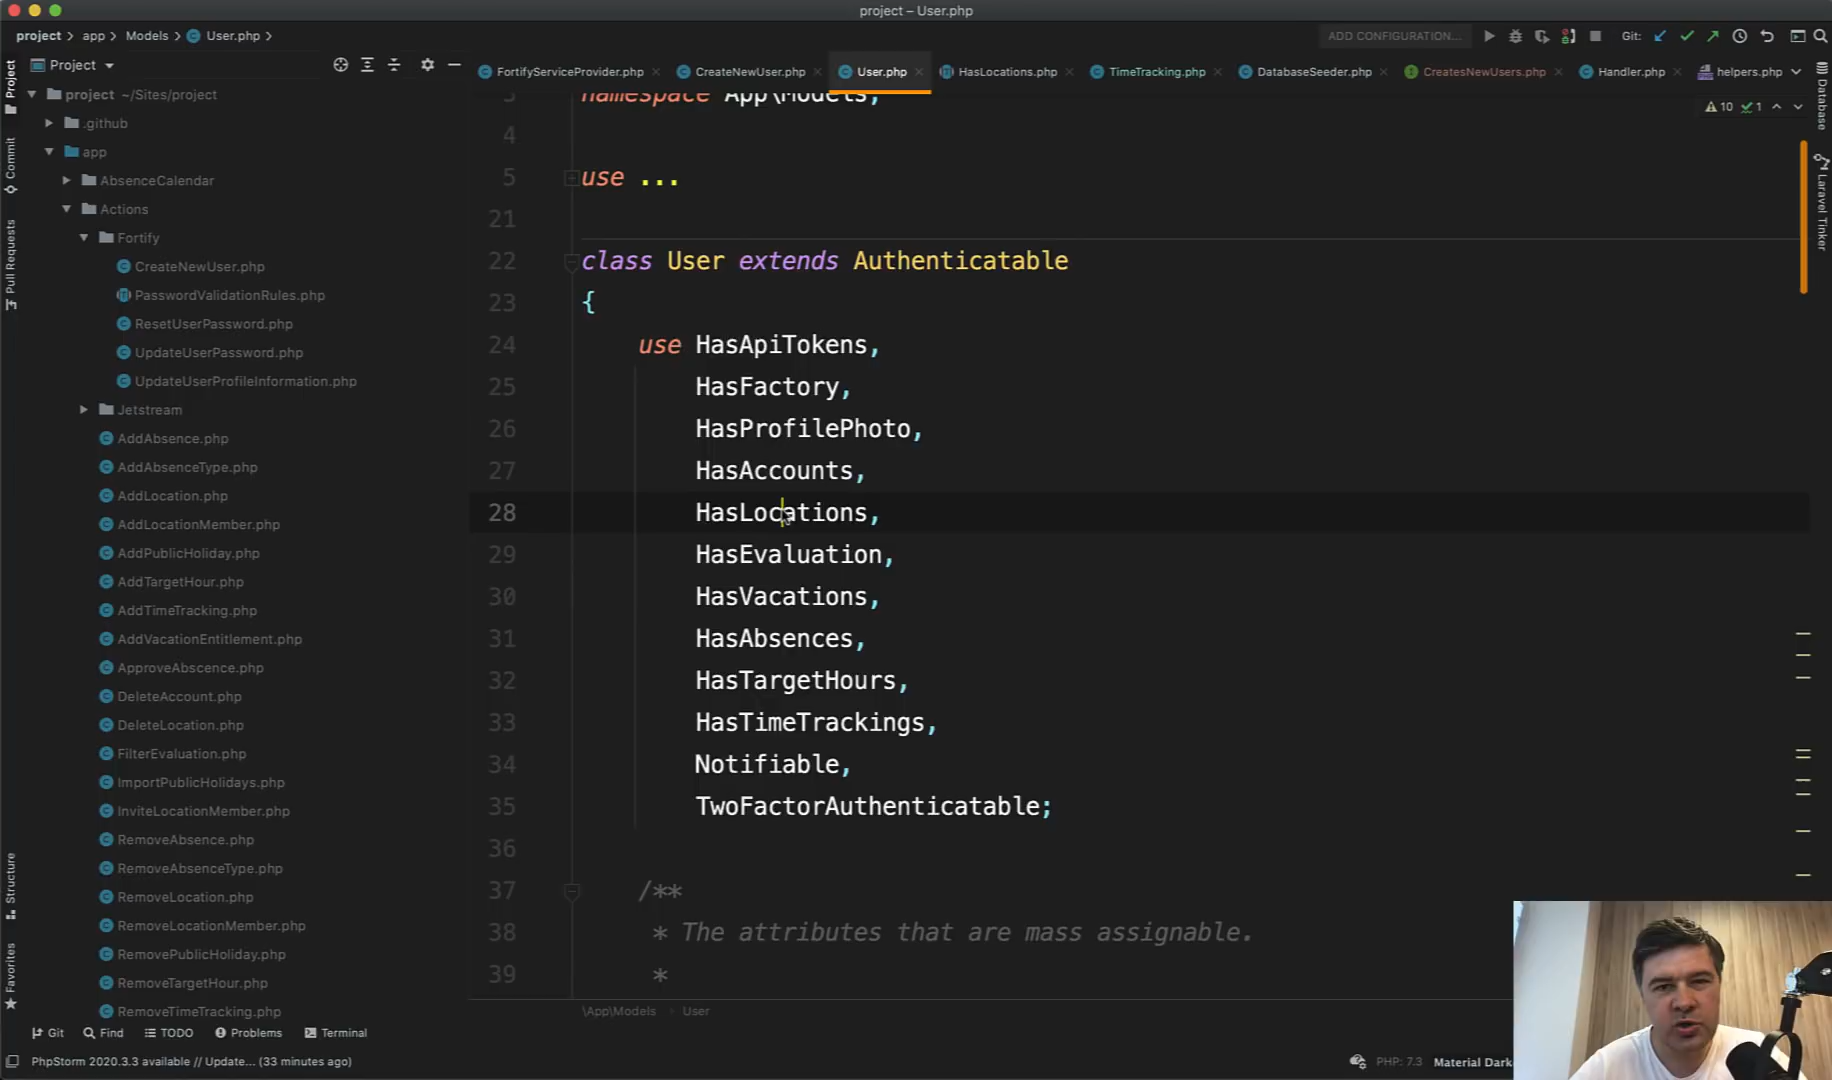 project – User.php
project > app > Models > User.php >
ADD CONFIGURATION...
Git:
Project
FortifyServiceProvider.php
CreateNewUser.php
User.php
HasLocations.php
TimeTracking.php
DatabaseSeeder.php
CreatesNewUsers.php
Handler.php
helpers.php
Project
Commit
Pull Requests
Structure
Favorites
project ~/Sites/project
.github
app
AbsenceCalendar
Actions
Fortify
CreateNewUser.php
PasswordValidationRules.php
ResetUserPassword.php
UpdateUserPassword.php
UpdateUserProfileInformation.php
Jetstream
AddAbsence.php
AddAbsenceType.php
AddLocation.php
AddLocationMember.php
AddPublicHoliday.php
AddTargetHour.php
AddTimeTracking.php
AddVacationEntitlement.php
ApproveAbscence.php
DeleteAccount.php
DeleteLocation.php
FilterEvaluation.php
ImportPublicHolidays.php
InviteLocationMember.php
RemoveAbsence.php
RemoveAbsenceType.php
RemoveLocation.php
RemoveLocationMember.php
RemovePublicHoliday.php
RemoveTargetHour.php
RemoveTimeTracking.php
3 namespace App\Models;
4
5 use ...
21
22 class User extends Authenticatable
23 {
24 use HasApiTokens,
25 HasFactory,
26 HasProfilePhoto,
27 HasAccounts,
28 HasLocations,
29 HasEvaluation,
30 HasVacations,
31 HasAbsences,
32 HasTargetHours,
33 HasTimeTrackings,
34 Notifiable,
35 TwoFactorAuthenticatable;
36
37 /**
38 * The attributes that are mass assignable.
39 *
10 1
Database
Laravel Tinker
\App\Models > User
Git Find TODO Problems Terminal
PhpStorm 2020.3.3 available // Update... (33 minutes ago)
PHP: 7.3 Material Dark